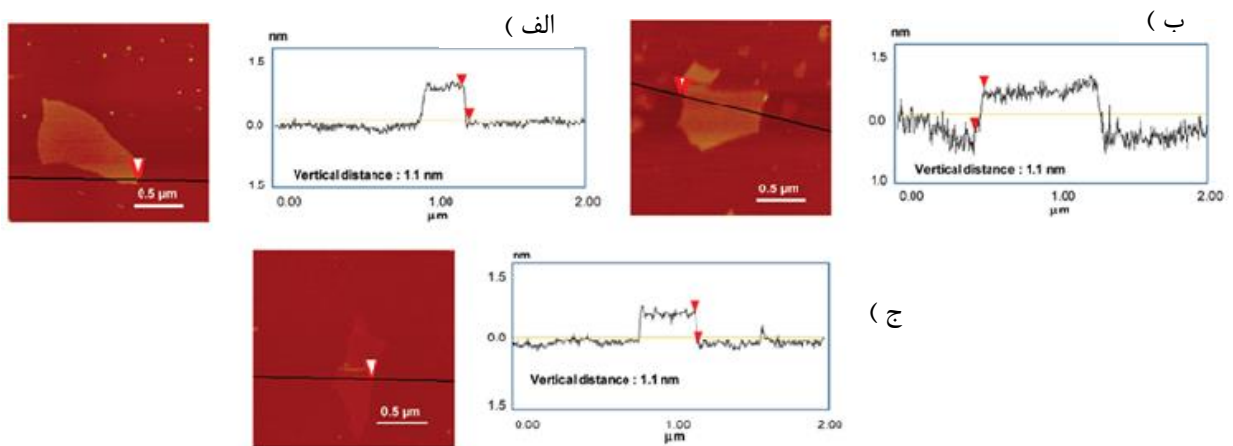 الف )
nm
1.5
0.0
1.5
Vertical distance : 1.1 nm
0.00 1.00 2.00
μm
0.5 μm
ب )
nm
1.5
0.0
1.0
Vertical distance : 1.1 nm
0.00 1.00 2.00
μm
0.5 μm
ج )
nm
1.5
0.0
1.5
Vertical distance : 1.1 nm
0.00 1.00 2.00
μm
0.5 μm